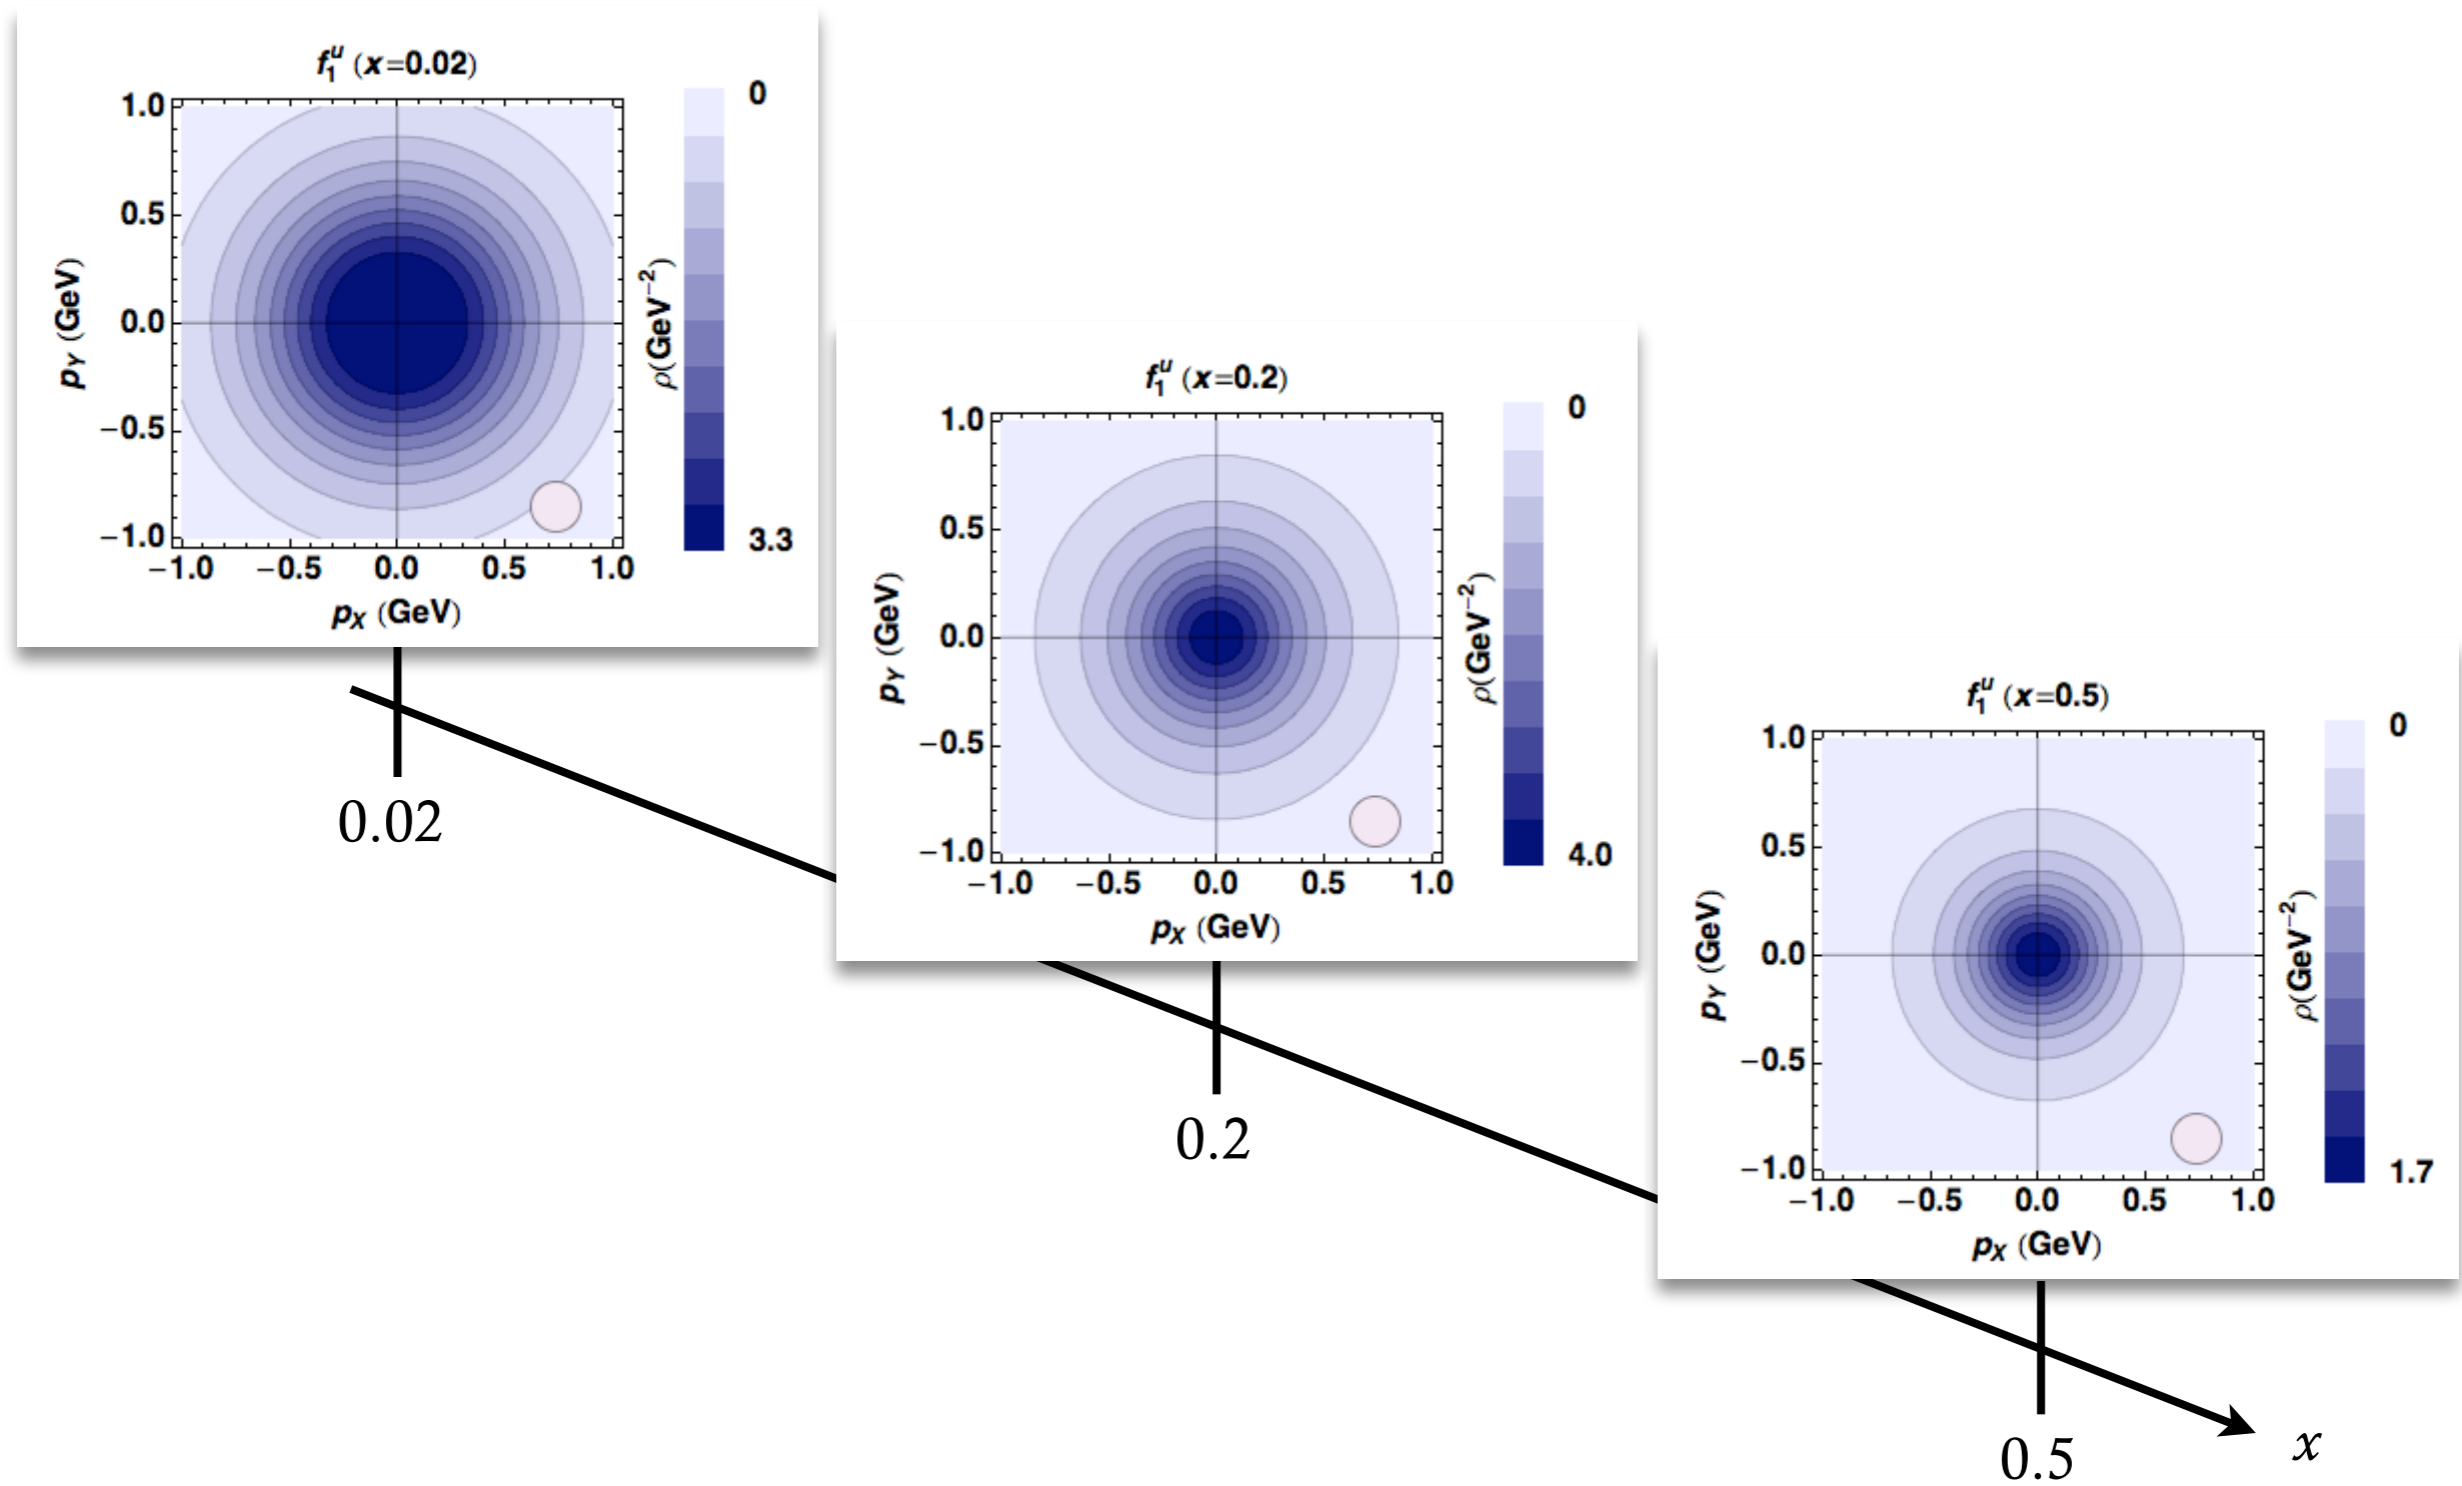 f₁ᵘ (x=0.02)
1.0
0.5
0.0
−0.5
−1.0
−1.0 −0.5 0.0 0.5 1.0
p_Y (GeV)
p_X (GeV)
ρ(GeV⁻²)
0
3.3
0.02
f₁ᵘ (x=0.2)
1.0
0.5
0.0
−0.5
−1.0
−1.0 −0.5 0.0 0.5 1.0
p_Y (GeV)
p_X (GeV)
ρ(GeV⁻²)
0
4.0
0.2
f₁ᵘ (x=0.5)
1.0
0.5
0.0
−0.5
−1.0
−1.0 −0.5 0.0 0.5 1.0
p_Y (GeV)
p_X (GeV)
ρ(GeV⁻²)
0
1.7
0.5
x